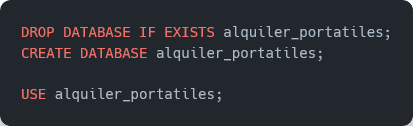 DROP DATABASE IF EXISTS alquiler_portatiles;
CREATE DATABASE alquiler_portatiles;
USE alquiler_portatiles;